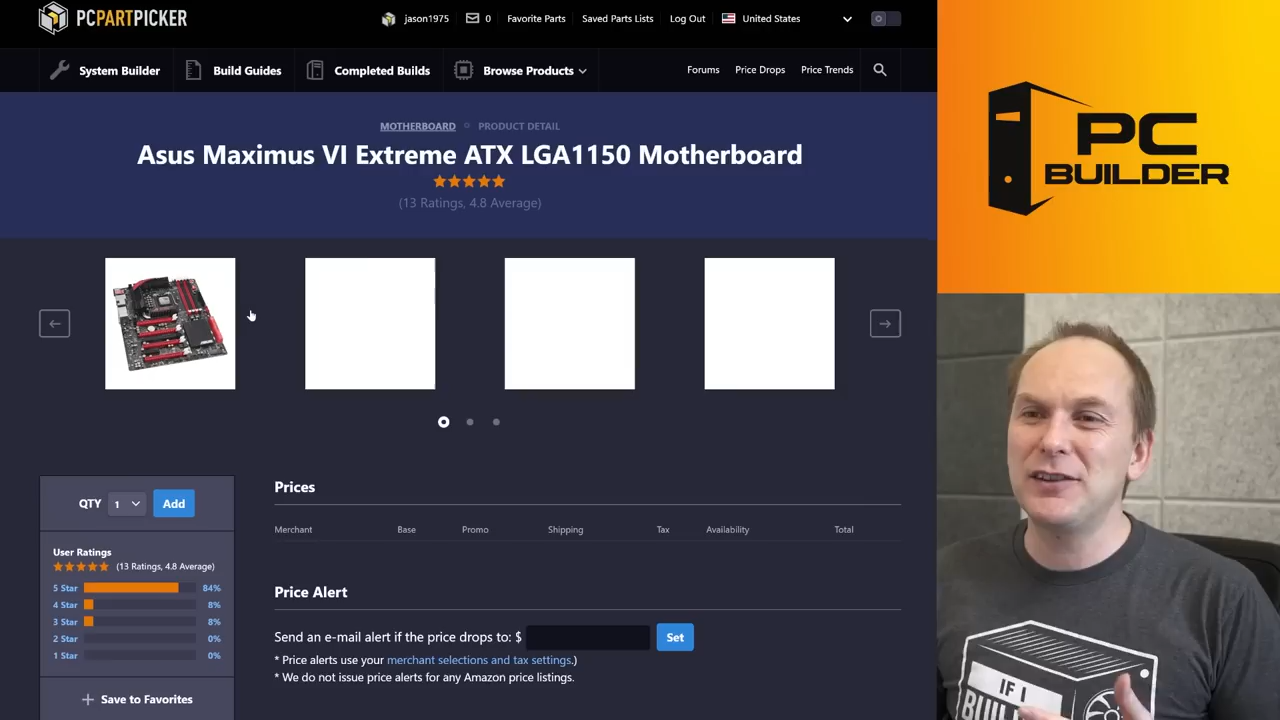 PCPARTPICKER
jason1975
0
Favorite Parts
Saved Parts Lists
Log Out
United States
System Builder
Build Guides
Completed Builds
Browse Products
Forums
Price Drops
Price Trends
MOTHERBOARD
PRODUCT DETAIL
Asus Maximus VI Extreme ATX LGA1150 Motherboard
(13 Ratings, 4.8 Average)
QTY 1 Add
User Ratings
(13 Ratings, 4.8 Average)
5 Star 84%
4 Star 8%
3 Star 8%
2 Star 0%
1 Star 0%
+ Save to Favorites
Prices
Merchant Base Promo Shipping Tax Availability Total
Price Alert
Send an e-mail alert if the price drops to: $ Set
* Price alerts use your merchant selections and tax settings.)
* We do not issue price alerts for any Amazon price listings.
PC
BUILDER
IF I
BUIL